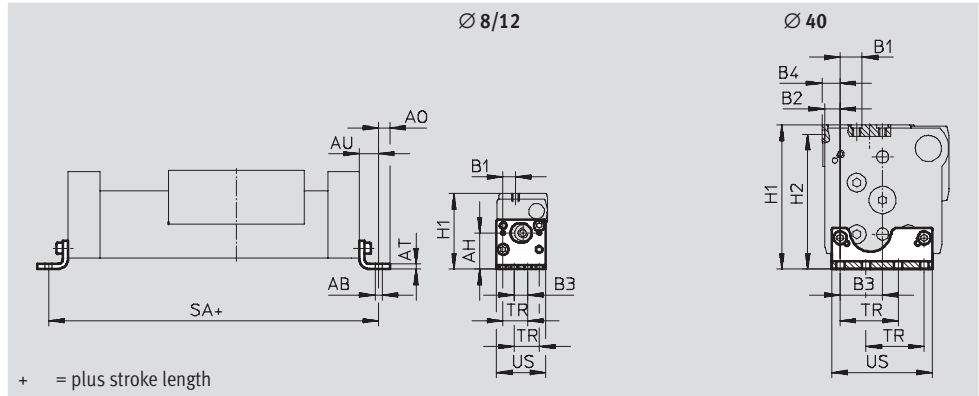 ⌀ 8/12
⌀ 40
B1
B4
B2
AO
AU
B1
H1
H2
H1
AH
AT
AB
B3
B3
SA+
TR
TR
TR
TR
US
US
+ = plus stroke length